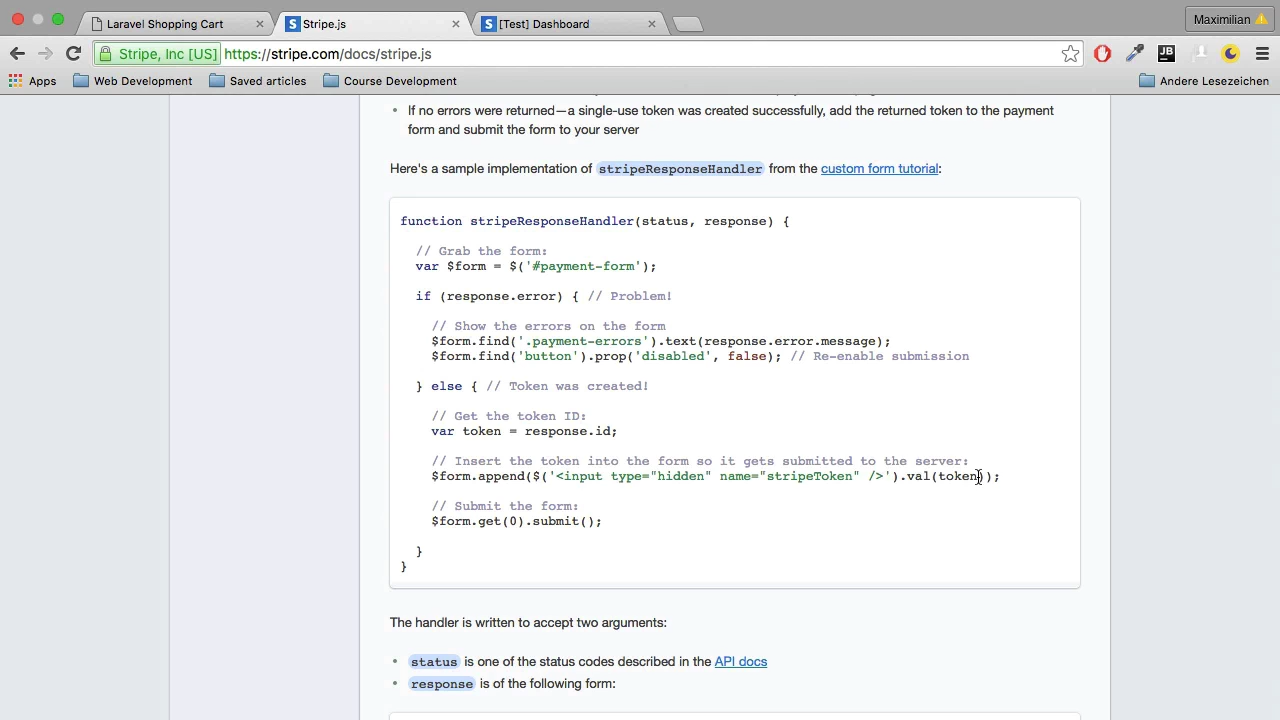 Laravel Shopping Cart
Stripe.js
[Test] Dashboard
Maximilian
Stripe, Inc [US] https://stripe.com/docs/stripe.js
JB
Apps Web Development Saved articles Course Development Andere Lesezeichen
If no errors were returned—a single-use token was created successfully, add the returned token to the payment
form and submit the form to your server
Here's a sample implementation of stripeResponseHandler from the custom form tutorial:
function stripeResponseHandler(status, response) {
// Grab the form:
var $form = $('#payment-form');
if (response.error) { // Problem!
// Show the errors on the form
$form.find('.payment-errors').text(response.error.message);
$form.find('button').prop('disabled', false); // Re-enable submission
} else { // Token was created!
// Get the token ID:
var token = response.id;
// Insert the token into the form so it gets submitted to the server:
$form.append($('<input type="hidden" name="stripeToken" />').val(token));
// Submit the form:
$form.get(0).submit();
}
}
The handler is written to accept two arguments:
status is one of the status codes described in the API docs
response is of the following form: